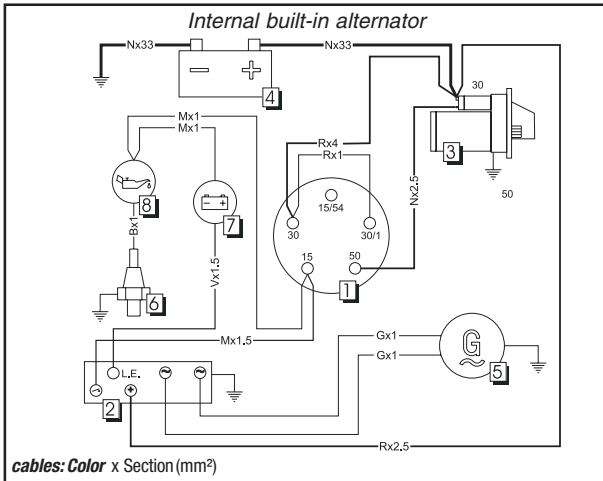 Internal built-in alternator
Nx33
Nx33
4
30
3
50
Mx1
Mx1
Rx4
Rx1
Nx2.5
8
7
15/54
30
30/1
15
50
1
Bx1
Vx1.5
6
Mx1.5
Gx1
Gx1
G
5
L.E.
2
Rx2.5
cables: Color x Section (mm²)